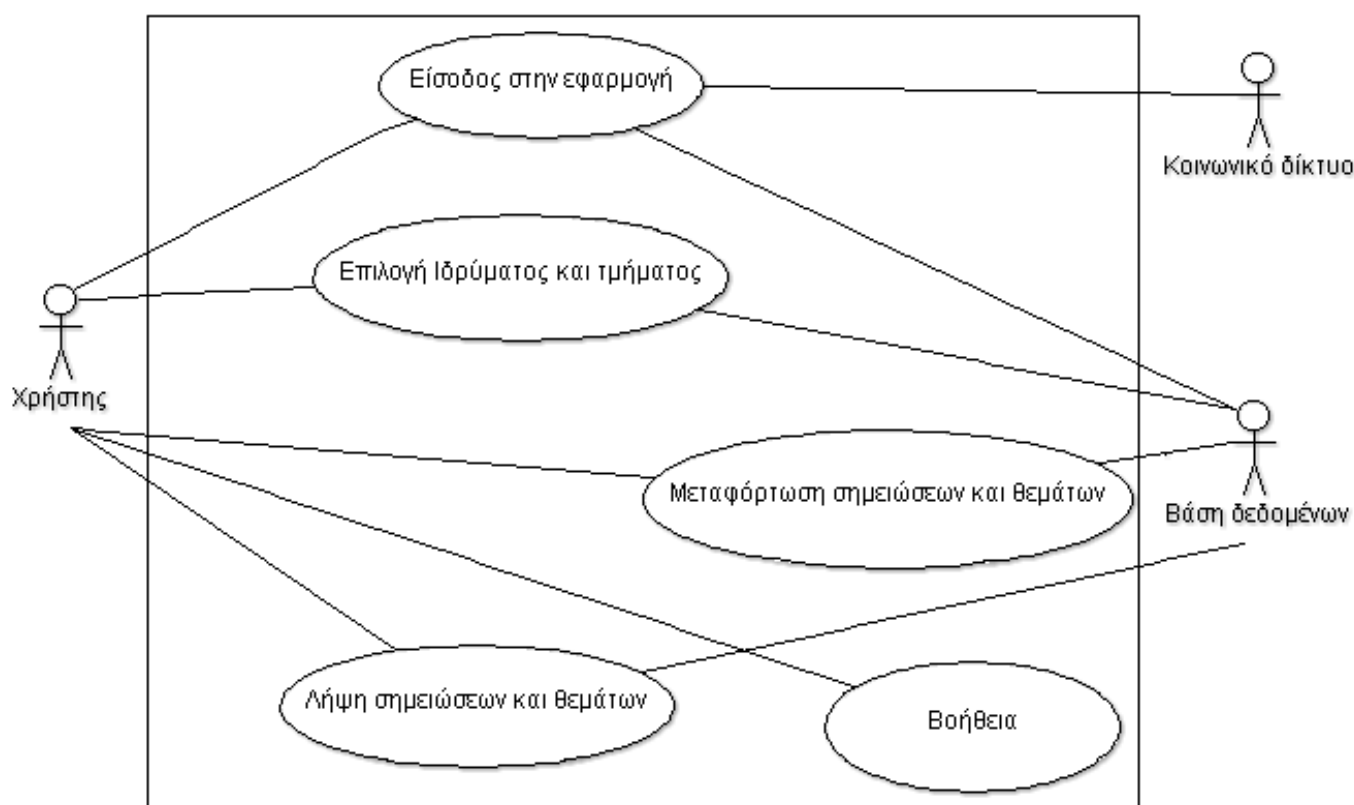 Είσοδος στην εφαρμογή
Κοινωνικό δίκτυο
Επιλογή Ιδρύματος και τμήματος
Χρήστης
Μεταφόρτωση σημειώσεων και θεμάτων
Βάση δεδομένων
Λήψη σημειώσεων και θεμάτων
Βοήθεια